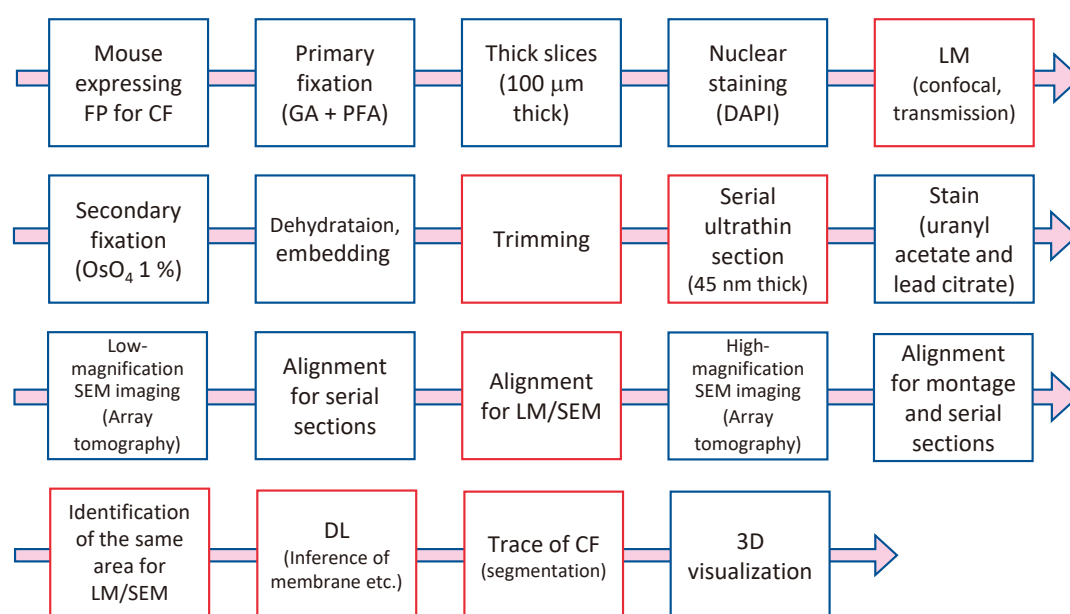 Mouse
expressing
FP for CF
Primary
fixation
(GA + PFA)
Thick slices
(100 μm
thick)
Nuclear
staining
(DAPI)
LM
(confocal,
transmission)
Secondary
fixation
(OsO₄ 1 %)
Dehydrataion,
embedding
Trimming
Serial
ultrathin
section
(45 nm thick)
Stain
(uranyl
acetate and
lead citrate)
Low-
magnification
SEM imaging
(Array
tomography)
Alignment
for serial
sections
Alignment
for LM/SEM
High-
magnification
SEM imaging
(Array
tomography)
Alignment
for montage
and serial
sections
Identification
of the same
area for
LM/SEM
DL
(Inference of
membrane etc.)
Trace of CF
(segmentation)
3D
visualization